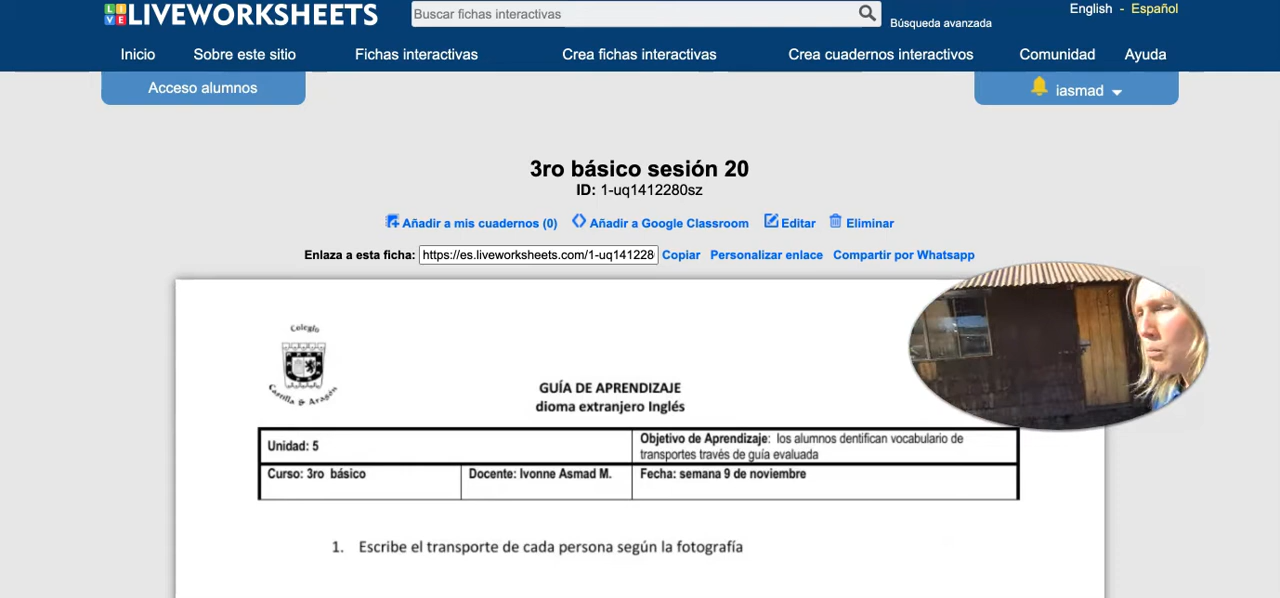 LIVEWORKSHEETS
Buscar fichas interactivas
Búsqueda avanzada
English - Español
Inicio Sobre este sitio Fichas interactivas Crea fichas interactivas Crea cuadernos interactivos Comunidad Ayuda
Acceso alumnos
iasmad
3ro básico sesión 20
ID: 1-uq1412280sz
Añadir a mis cuadernos (0) Añadir a Google Classroom Editar Eliminar
Enlaza a esta ficha: https://es.liveworksheets.com/1-uq141228 Copiar Personalizar enlace Compartir por Whatsapp
Colegio
Castilla & Aragón
GUÍA DE APRENDIZAJE
dioma extranjero Inglés
Unidad: 5
Objetivo de Aprendizaje: los alumnos dentifican vocabulario de
transportes través de guía evaluada
Curso: 3ro básico
Docente: Ivonne Asmad M.
Fecha: semana 9 de noviembre
1. Escribe el transporte de cada persona según la fotografía